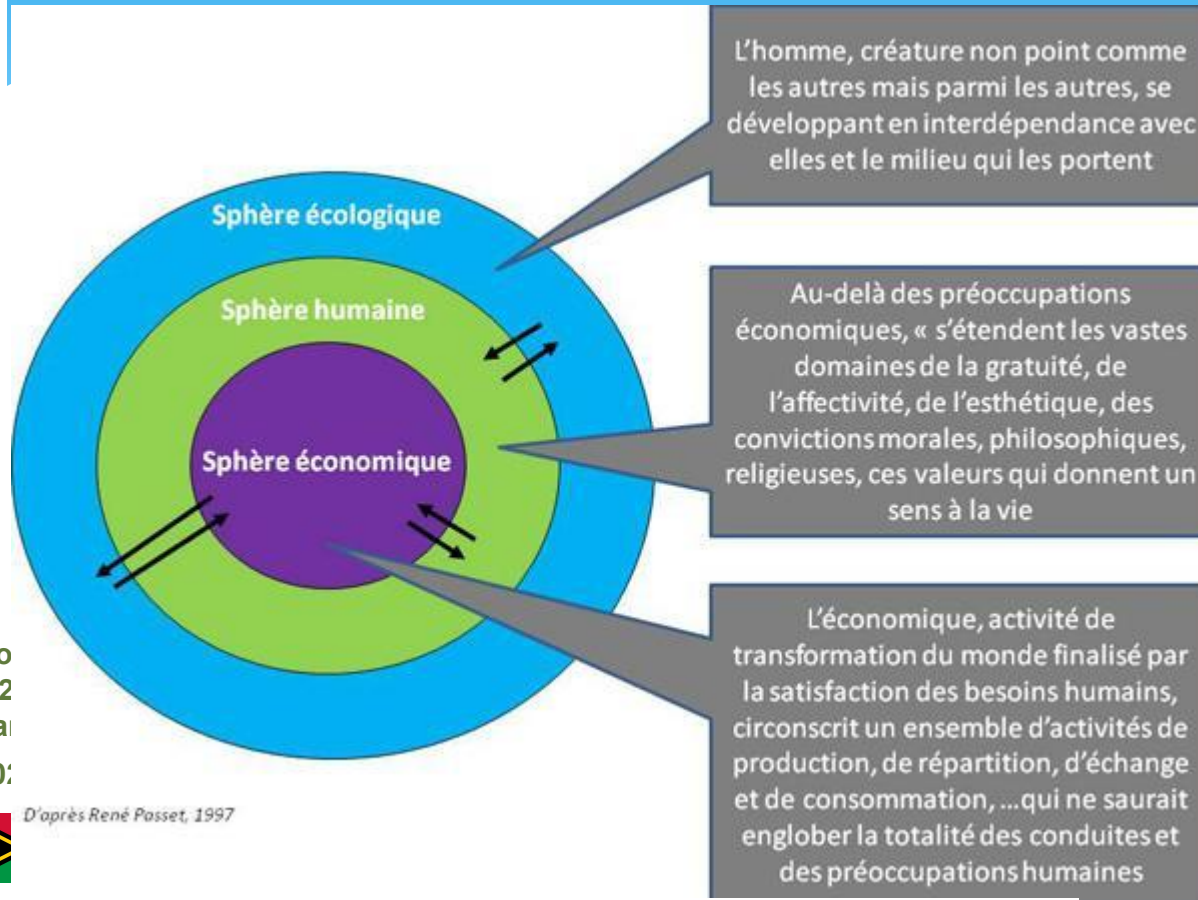 L'homme, créature non point comme
les autres mais parmi les autres, se
développant en interdépendance avec
elles et le milieu qui les portent
Sphère écologique
Sphère humaine
Sphère économique
Au-delà des préoccupations
économiques, « s'étendent les vastes
domaines de la gratuité, de
l'affectivité, de l'esthétique, des
convictions morales, philosophiques,
religieuses, ces valeurs qui donnent un
sens à la vie
L'économique, activité de
transformation du monde finalisé par
la satisfaction des besoins humains,
circonscrit un ensemble d'activités de
production, de répartition, d'échange
et de consommation, ...qui ne saurait
englober la totalité des conduites et
des préoccupations humaines
D'après René Passet, 1997